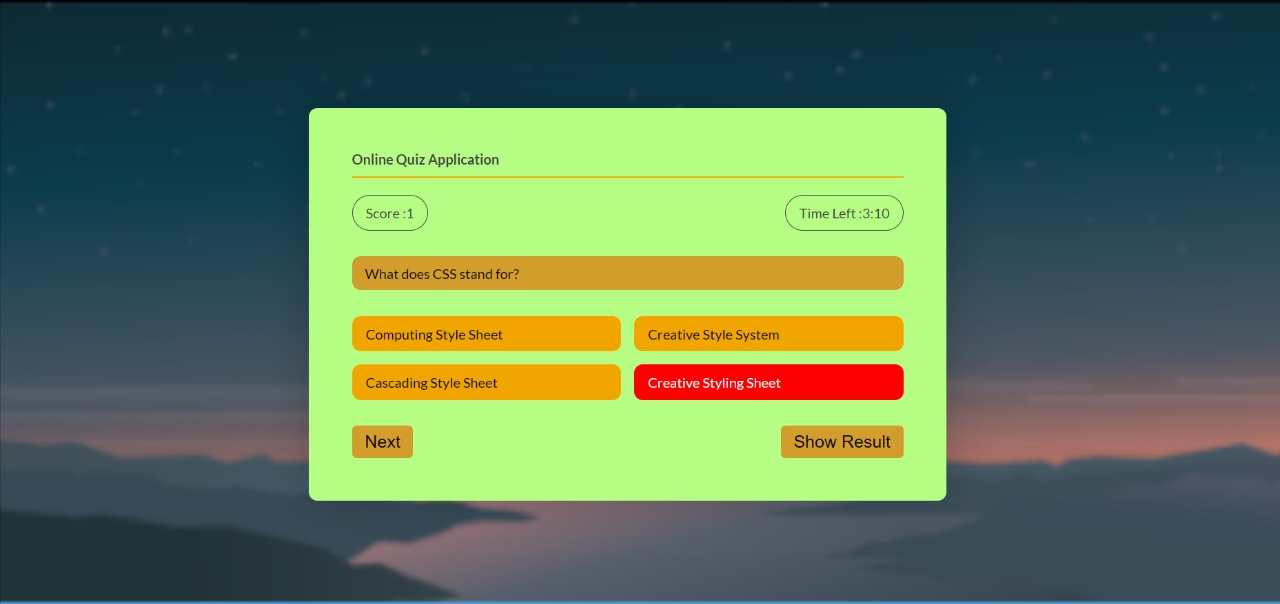 Online Quiz Application
Score :1
Time Left :3:10
What does CSS stand for?
Computing Style Sheet
Creative Style System
Cascading Style Sheet
Creative Styling Sheet
Next
Show Result